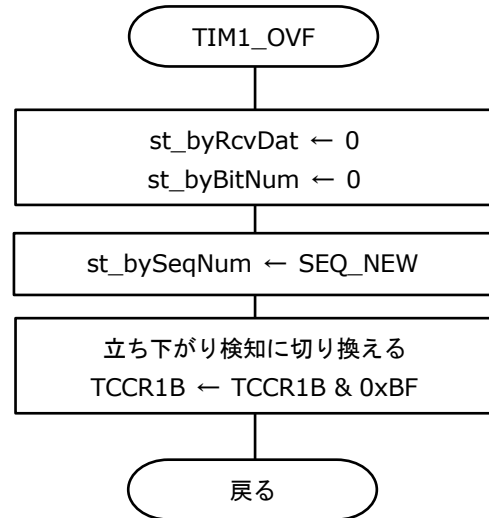 TIM1_OVF
st_byRcvDat ← 0
st_byBitNum ← 0
st_bySeqNum ← SEQ_NEW
立ち下がり検知に切り換える
TCCR1B ← TCCR1B & 0xBF
戻る